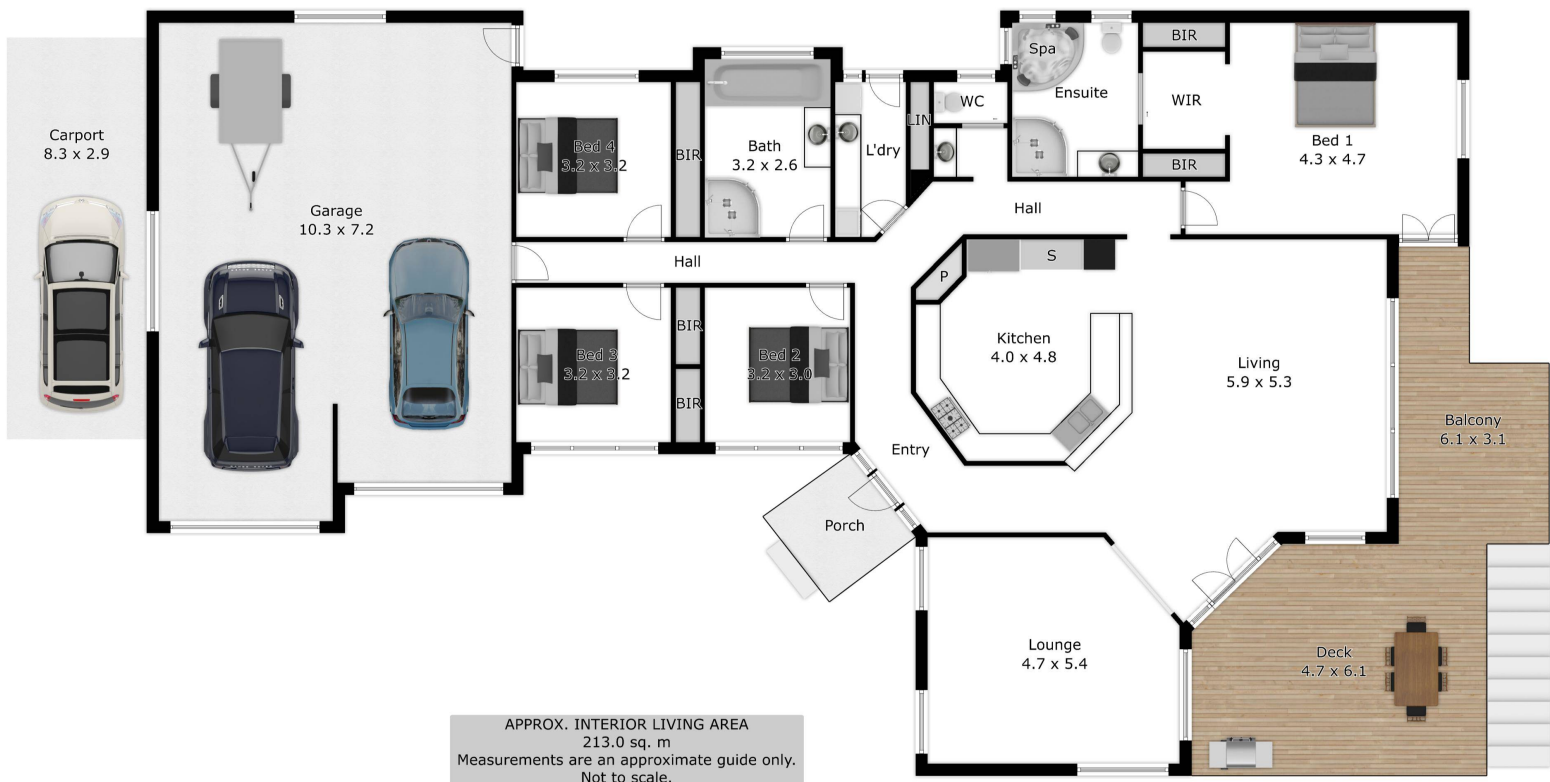 Carport
8.3 x 2.9
Garage
10.3 x 7.2
Bed 4
3.2 x 3.2
BIR
Bath
3.2 x 2.6
L'dry
LIN
WC
Spa
Ensuite
BIR
WIR
BIR
Bed 1
4.3 x 4.7
Hall
Hall
Bed 3
3.2 x 3.2
BIR
BIR
Bed 2
3.2 x 3.0
P
S
Kitchen
4.0 x 4.8
Living
5.9 x 5.3
Balcony
6.1 x 3.1
Entry
Porch
Lounge
4.7 x 5.4
Deck
4.7 x 6.1
APPROX. INTERIOR LIVING AREA
213.0 sq. m
Measurements are an approximate guide only.
Not to scale.